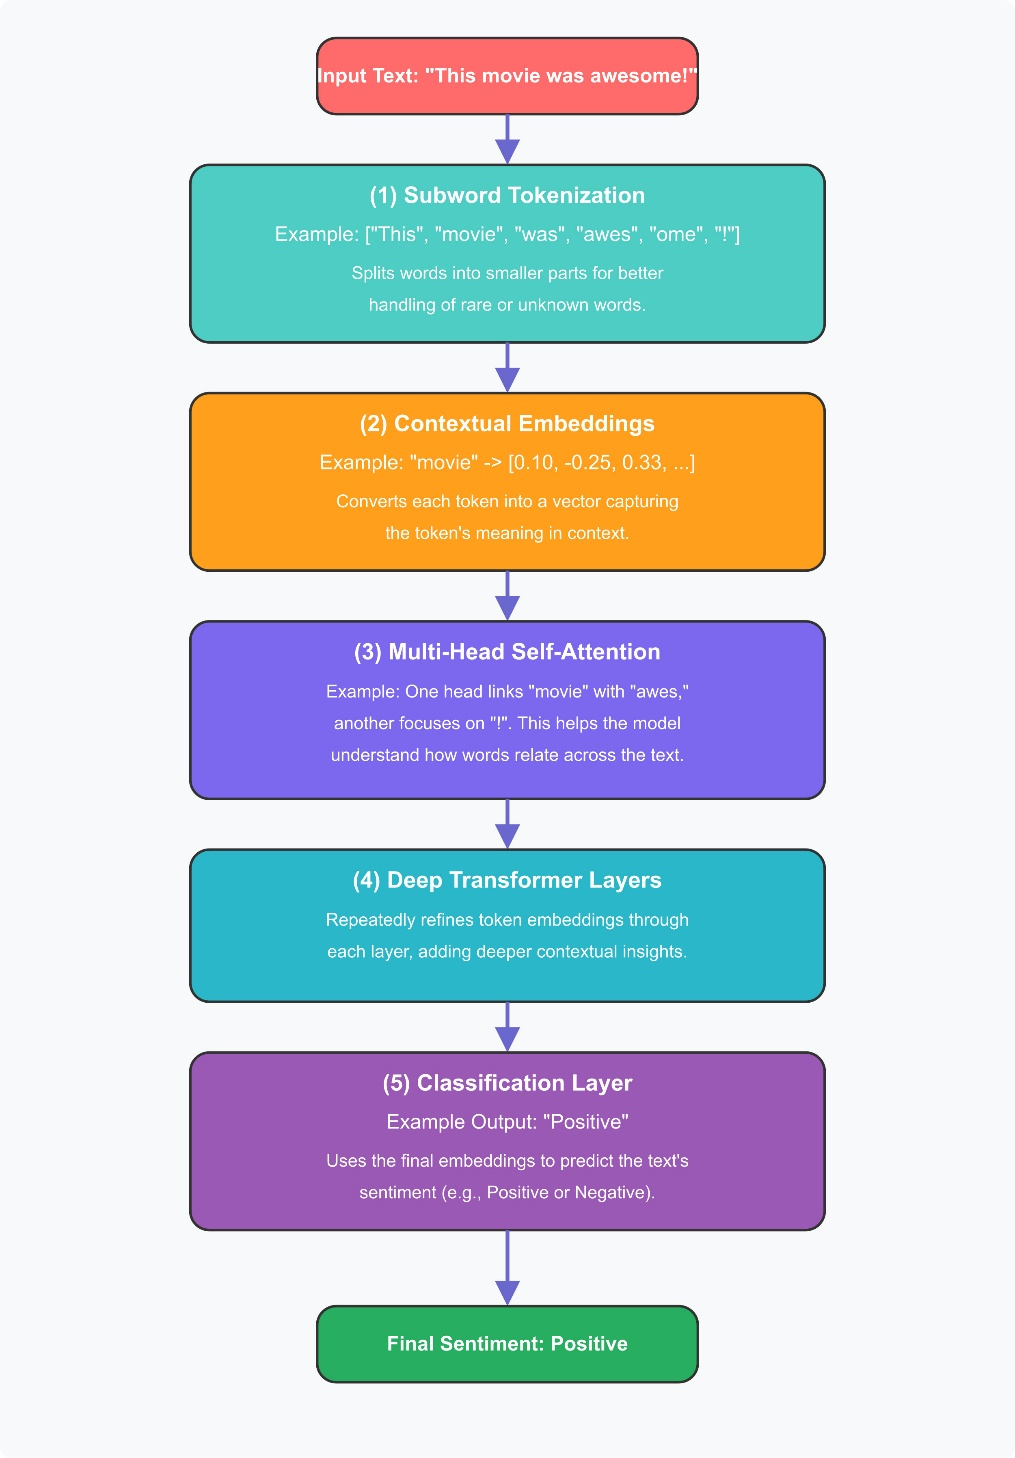 Input Text: "This movie was awesome!"
(1) Subword Tokenization
Example: ["This", "movie", "was", "awes", "ome", "!"]
Splits words into smaller parts for better
handling of rare or unknown words.
(2) Contextual Embeddings
Example: "movie" -> [0.10, -0.25, 0.33, ...]
Converts each token into a vector capturing
the token's meaning in context.
(3) Multi-Head Self-Attention
Example: One head links "movie" with "awes,"
another focuses on "!". This helps the model
understand how words relate across the text.
(4) Deep Transformer Layers
Repeatedly refines token embeddings through
each layer, adding deeper contextual insights.
(5) Classification Layer
Example Output: "Positive"
Uses the final embeddings to predict the text's
sentiment (e.g., Positive or Negative).
Final Sentiment: Positive